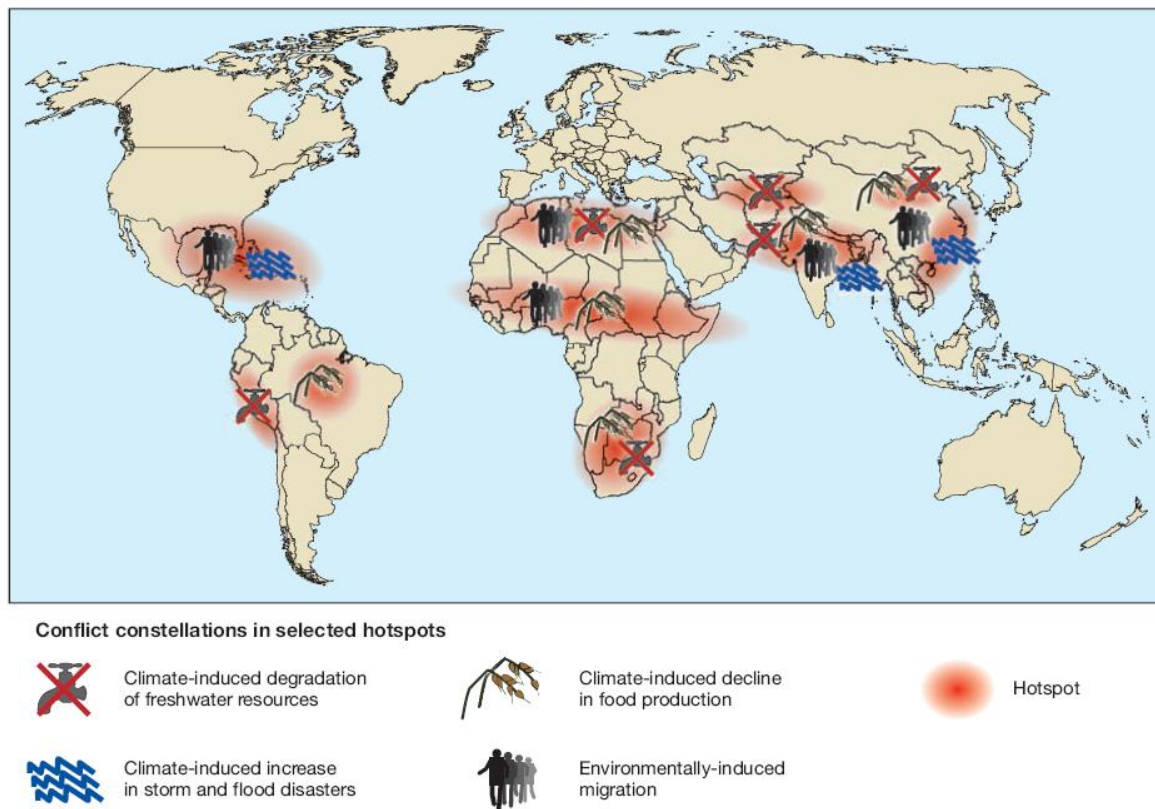 Conflict constellations in selected hotspots
Climate-induced degradation
of freshwater resources
Climate-induced decline
in food production
Hotspot
Climate-induced increase
in storm and flood disasters
Environmentally-induced
migration